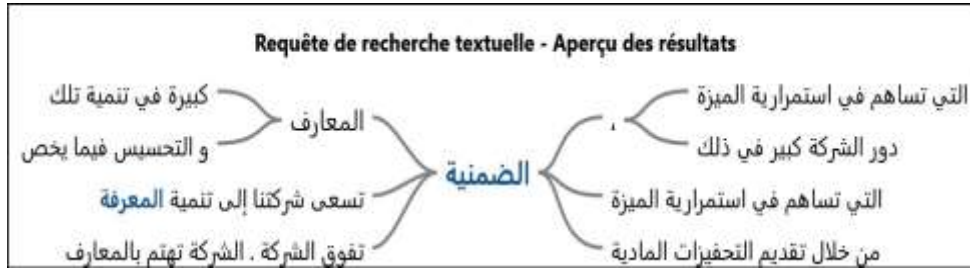 Requête de recherche textuelle - Aperçu des résultats
التي تساهم في استمرارية الميزة
دور الشركة كبير في ذلك
،
التي تساهم في استمرارية الميزة
من خلال تقديم التحفيزات المادية
الضمنية
المعارف
كبيرة في تنمية تلك
و التحسيس فيما يخص
تسعى شركتنا إلى تنمية المعرفة
تفوق الشركة . الشركة تهتم بالمعارف